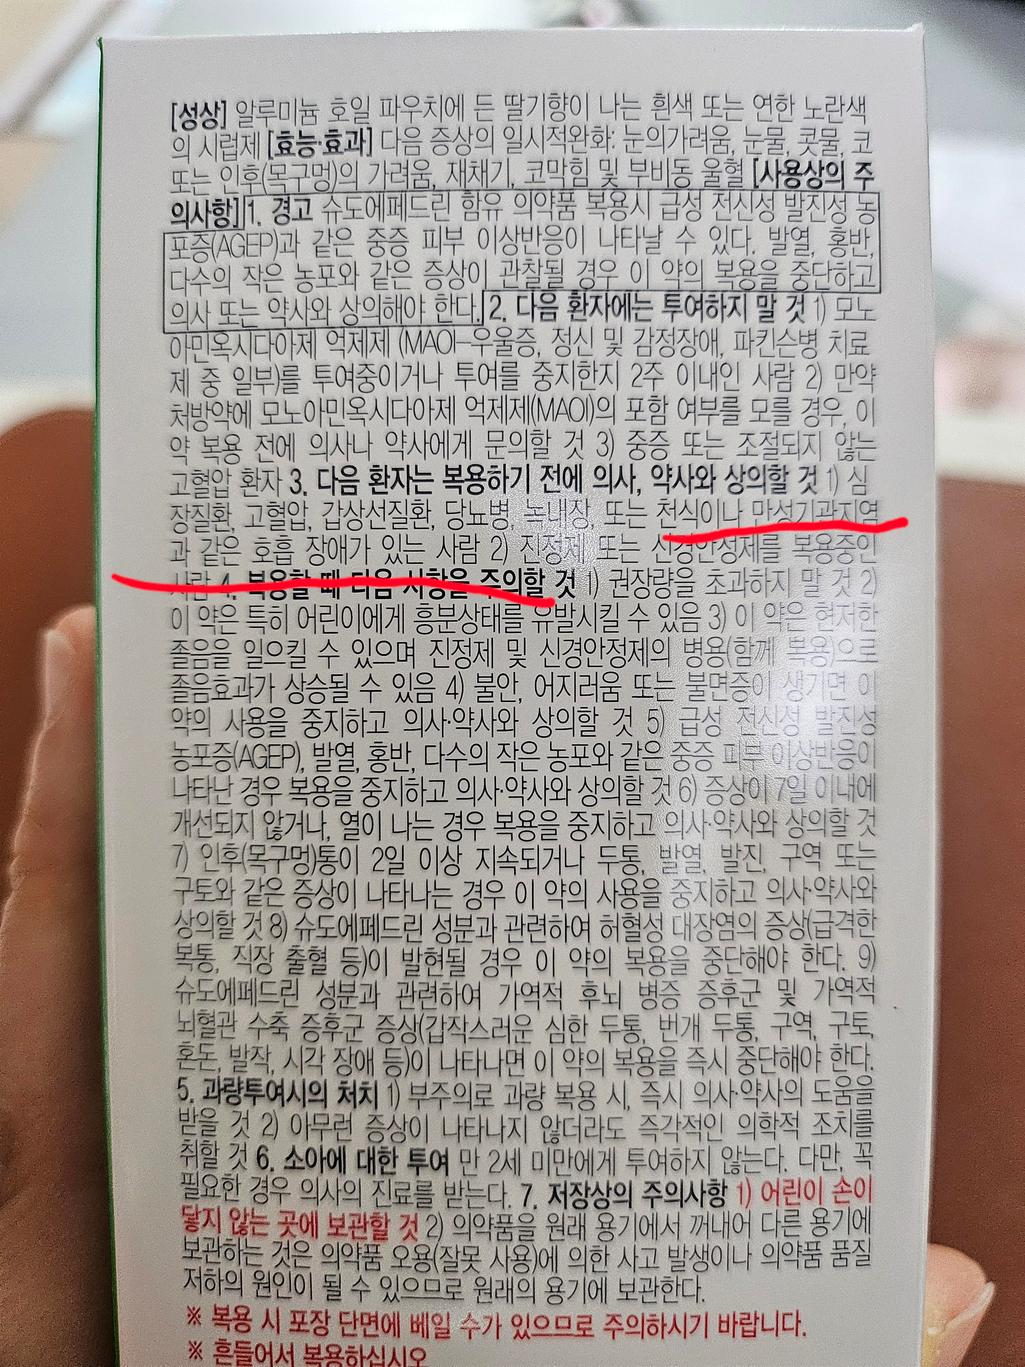 [성상] 알루미늄 호일 파우치에 든 딸기향이 나는 흰색 또는 연한 노란색
의 시럽제 [효능·효과] 다음 증상의 일시적완화: 눈의가려움, 눈물, 콧물, 코
또는 인후(목구멍)의 가려움, 재채기, 코막힘 및 부비동 울혈 [사용상의 주
의사항] 1. 경고 슈도에페드린 함유 의약품 복용시 급성 전신성 발진성 농
포증(AGEP)과 같은 중증 피부 이상반응이 나타날 수 있다. 발열, 홍반,
다수의 작은 농포와 같은 증상이 관찰될 경우 이 약의 복용을 중단하고
의사 또는 약사와 상의해야 한다. 2. 다음 환자에는 투여하지 말 것 1) 모노
아민옥시다아제 억제제 (MAOI-우울증, 정신 및 감정장애, 파킨슨병 치료
제 중 일부)를 투여중이거나 투여를 중지한지 2주 이내인 사람 2) 만약
처방약에 모노아민옥시다아제 억제제(MAOI)의 포함 여부를 모를 경우, 이
약 복용 전에 의사나 약사에게 문의할 것 3) 중증 또는 조절되지 않는
고혈압 환자 3. 다음 환자는 복용하기 전에 의사, 약사와 상의할 것 1) 심
장질환, 고혈압, 갑상선질환, 당뇨병, 녹내장, 또는 천식이나 만성기관지염
과 같은 호흡 장애가 있는 사람 2) 진정제 또는 신경안정제를 복용중인
사람 4. 복용할 때 다음 사항을 주의할 것 1) 권장량을 초과하지 말 것 2)
이 약은 특히 어린이에게 흥분상태를 유발시킬 수 있음 3) 이 약은 현저한
졸음을 일으킬 수 있으며 진정제 및 신경안정제의 병용(함께 복용)으로
졸음효과가 상승될 수 있음 4) 불안, 어지러움 또는 불면증이 생기면 이
약의 사용을 중지하고 의사·약사와 상의할 것 5) 급성 전신성 발진성
농포증(AGEP), 발열, 홍반, 다수의 작은 농포와 같은 중증 피부 이상반응이
나타난 경우 복용을 중지하고 의사·약사와 상의할 것 6) 증상이 7일 이내에
개선되지 않거나, 열이 나는 경우 복용을 중지하고 의사·약사와 상의할 것
7) 인후(목구멍)통이 2일 이상 지속되거나 두통, 발열, 발진, 구역 또는
구토와 같은 증상이 나타나는 경우 이 약의 사용을 중지하고 의사·약사와
상의할 것 8) 슈도에페드린 성분과 관련하여 허혈성 대장염의 증상(급격한
복통, 직장 출혈 등)이 발현될 경우 이 약의 복용을 중단해야 한다. 9)
슈도에페드린 성분과 관련하여 가역적 후뇌 병증 증후군 및 가역적
뇌혈관 수축 증후군 증상(갑작스러운 심한 두통, 번개 두통, 구역, 구토,
혼돈, 발작, 시각 장애 등)이 나타나면 이 약의 복용을 즉시 중단해야 한다.
5. 과량투여시의 처치 1) 부주의로 과량 복용 시, 즉시 의사·약사의 도움을
받을 것 2) 아무런 증상이 나타나지 않더라도 즉각적인 의학적 조치를
취할 것 6. 소아에 대한 투여 만 2세 미만에게 투여하지 않는다. 다만, 꼭
필요한 경우 의사의 진료를 받는다. 7. 저장상의 주의사항 1) 어린이 손이
닿지 않는 곳에 보관할 것 2) 의약품을 원래 용기에서 꺼내어 다른 용기에
보관하는 것은 의약품 오용(잘못 사용)에 의한 사고 발생이나 의약품 품질
저하의 원인이 될 수 있으므로 원래의 용기에 보관한다.
※ 복용 시 포장 단면에 베일 수가 있으므로 주의하시기 바랍니다.
※ 흔들어서 복용하십시오